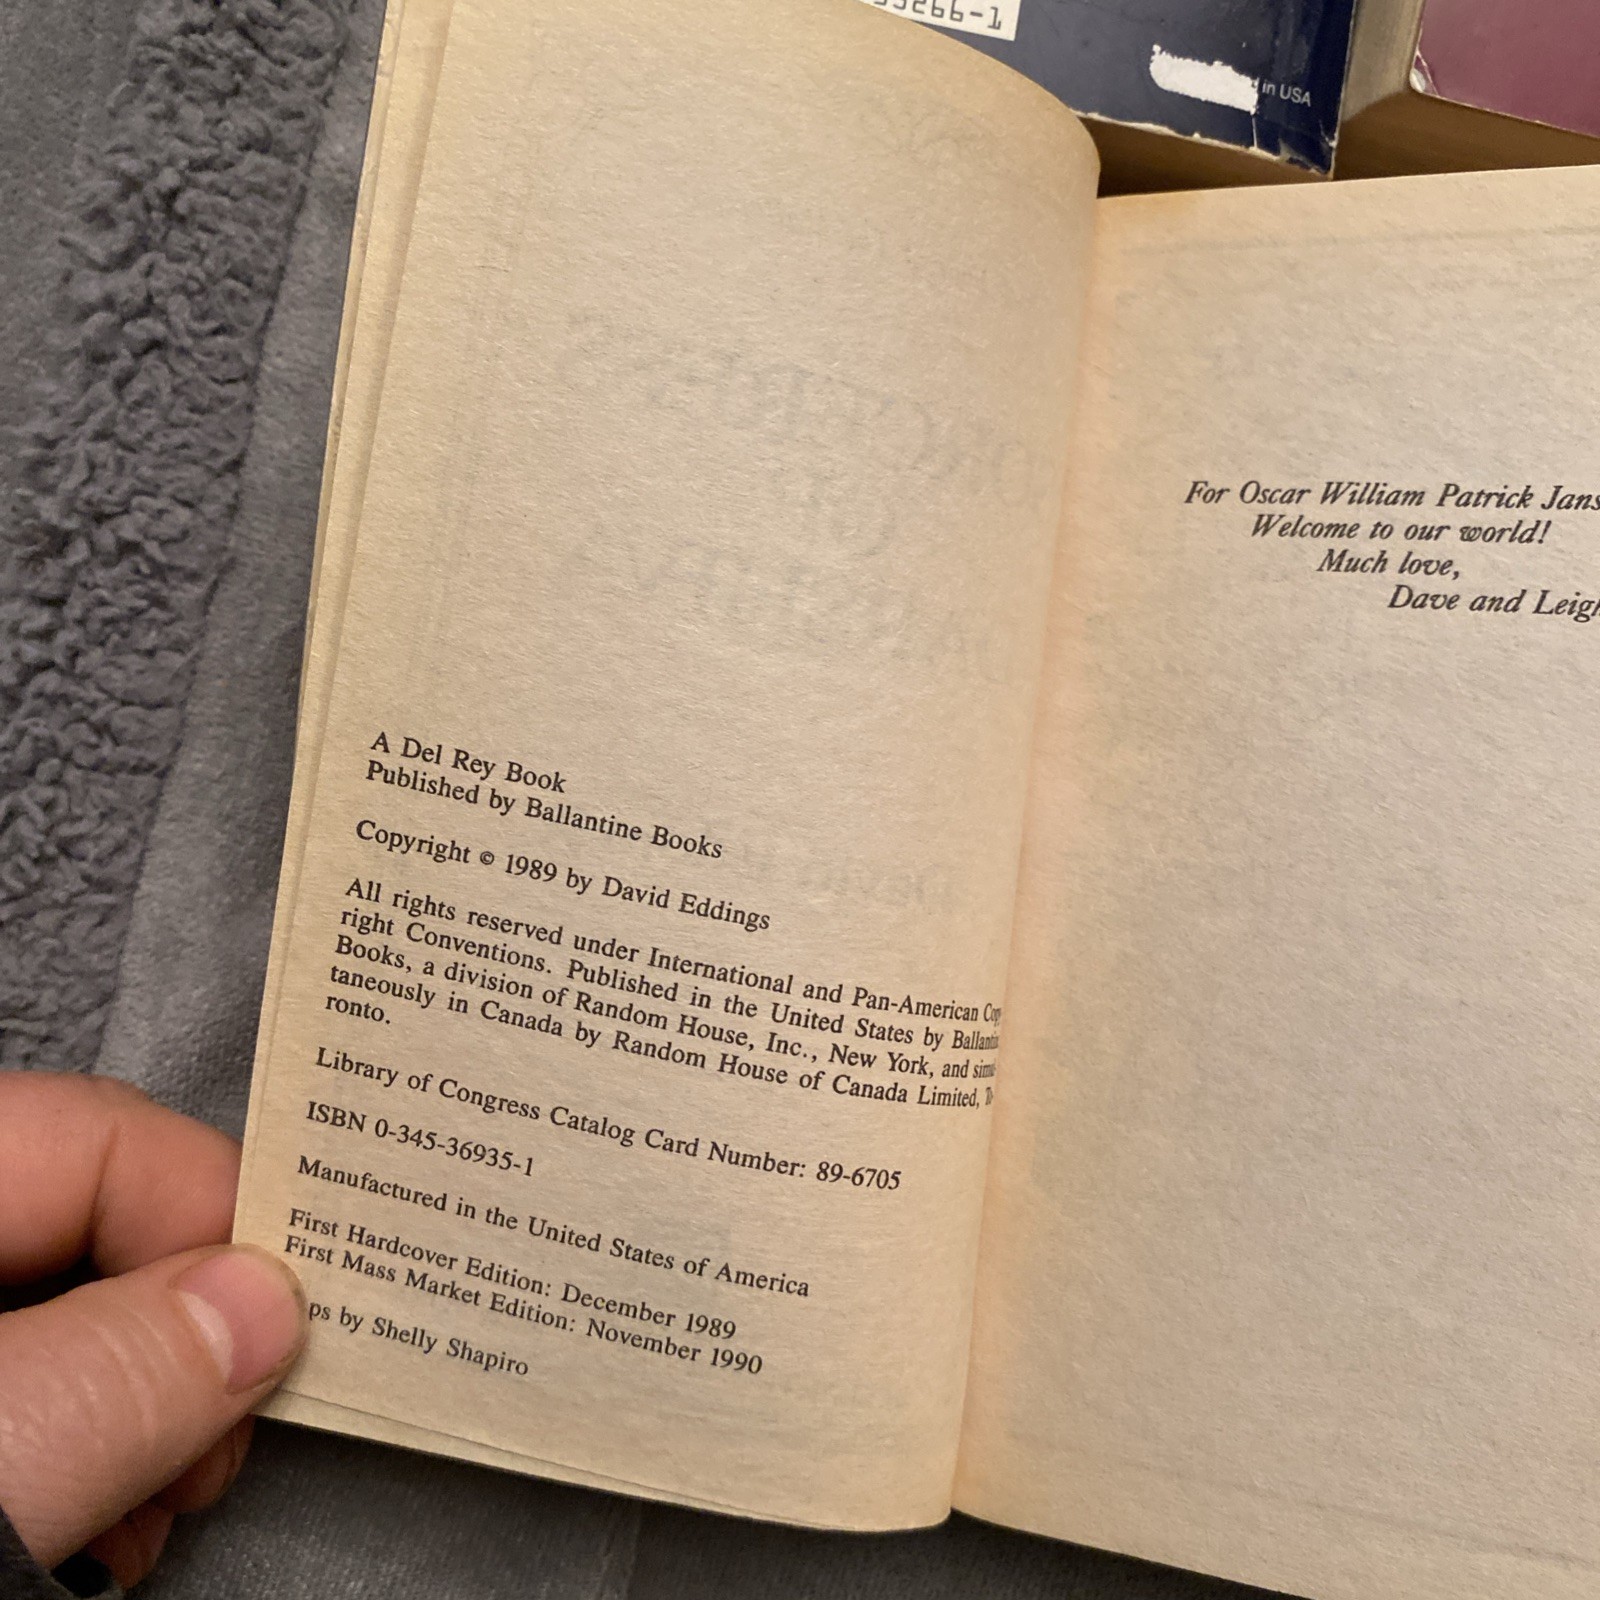 53266-1
in USA
A Del Rey Book
Published by Ballantine Books
Copyright © 1989 by David Eddings
All rights reserved under International and Pan-American Cop
right Conventions. Published in the United States by Ballantin
Books, a division of Random House, Inc., New York, and simul
taneously in Canada by Random House of Canada Limited, To-
ronto.
Library of Congress Catalog Card Number: 89-6705
ISBN 0-345-36935-1
Manufactured in the United States of America
First Hardcover Edition: December 1989
First Mass Market Edition: November 1990
ps by Shelly Shapiro
For Oscar William Patrick Jans
Welcome to our world!
Much love,
Dave and Leigh